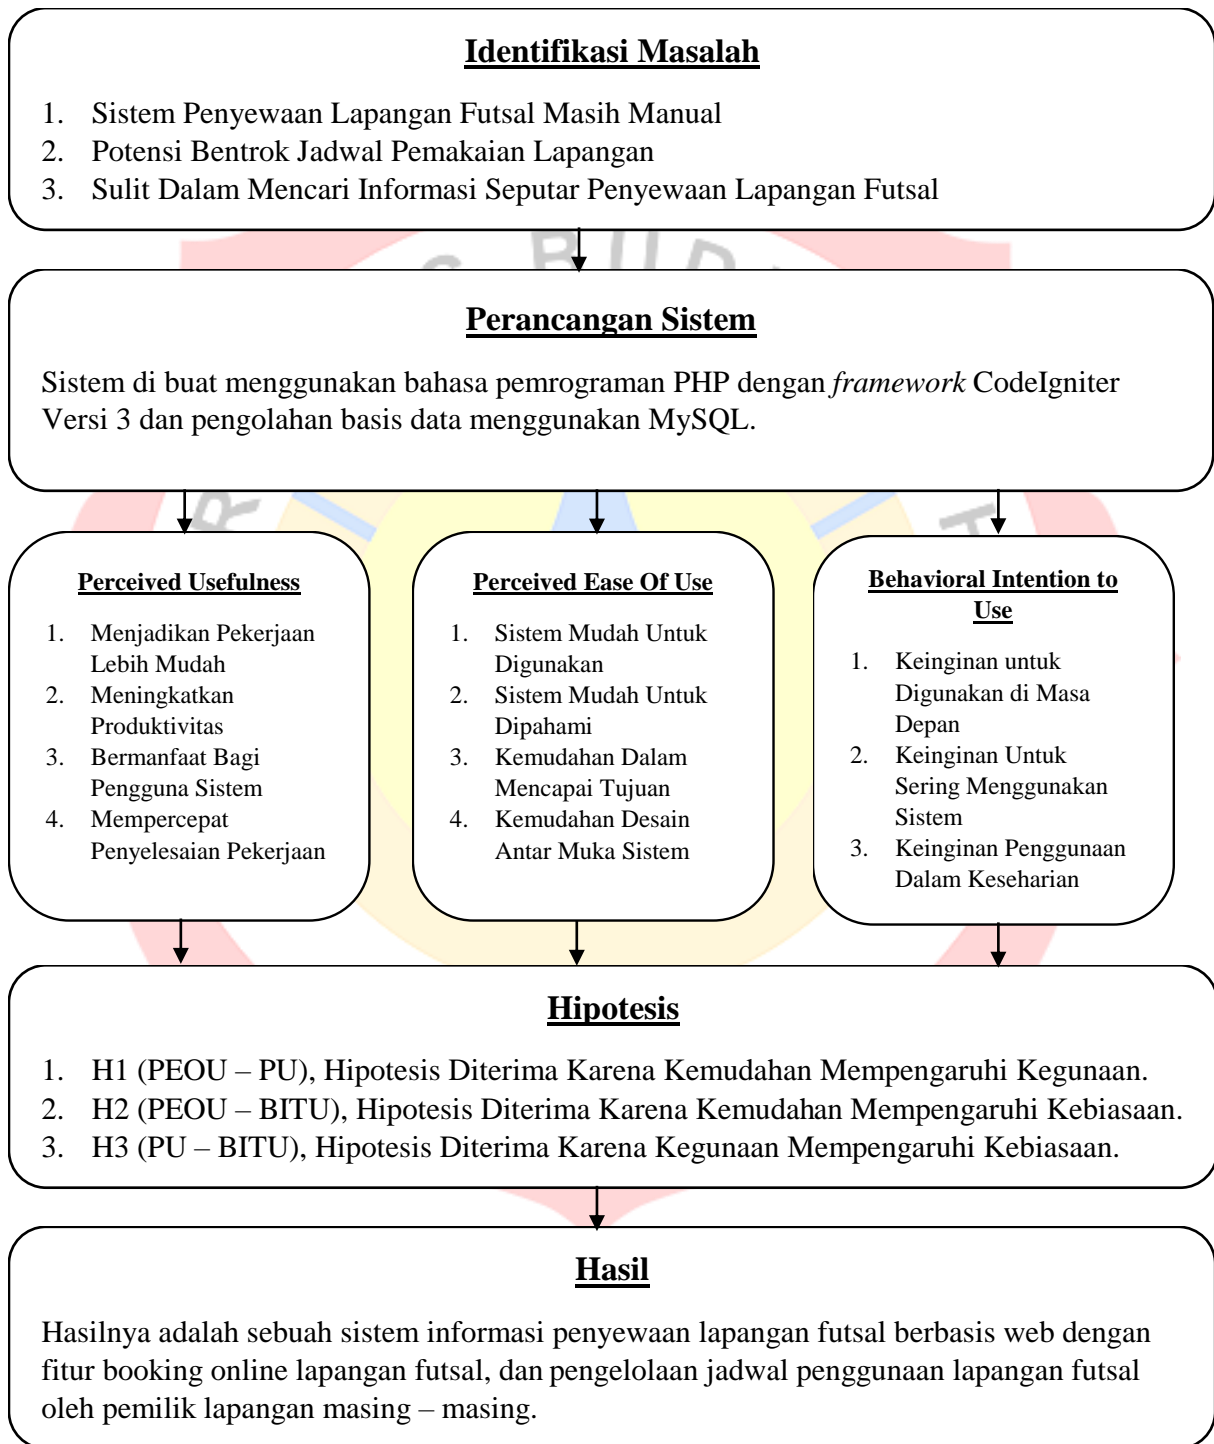 Identifikasi Masalah
1. Sistem Penyewaan Lapangan Futsal Masih Manual
2. Potensi Bentrok Jadwal Pemakaian Lapangan
3. Sulit Dalam Mencari Informasi Seputar Penyewaan Lapangan Futsal
Perancangan Sistem
Sistem di buat menggunakan bahasa pemrograman PHP dengan framework CodeIgniter
Versi 3 dan pengolahan basis data menggunakan MySQL.
Perceived Usefulness
1. Menjadikan Pekerjaan
Lebih Mudah
2. Meningkatkan
Produktivitas
3. Bermanfaat Bagi
Pengguna Sistem
4. Mempercepat
Penyelesaian Pekerjaan
Perceived Ease Of Use
1. Sistem Mudah Untuk
Digunakan
2. Sistem Mudah Untuk
Dipahami
3. Kemudahan Dalam
Mencapai Tujuan
4. Kemudahan Desain
Antar Muka Sistem
Behavioral Intention to
Use
1. Keinginan untuk
Digunakan di Masa
Depan
2. Keinginan Untuk
Sering Menggunakan
Sistem
3. Keinginan Penggunaan
Dalam Keseharian
Hipotesis
1. H1 (PEOU – PU), Hipotesis Diterima Karena Kemudahan Mempengaruhi Kegunaan.
2. H2 (PEOU – BITU), Hipotesis Diterima Karena Kemudahan Mempengaruhi Kebiasaan.
3. H3 (PU – BITU), Hipotesis Diterima Karena Kegunaan Mempengaruhi Kebiasaan.
Hasil
Hasilnya adalah sebuah sistem informasi penyewaan lapangan futsal berbasis web dengan
fitur booking online lapangan futsal, dan pengelolaan jadwal penggunaan lapangan futsal
oleh pemilik lapangan masing – masing.